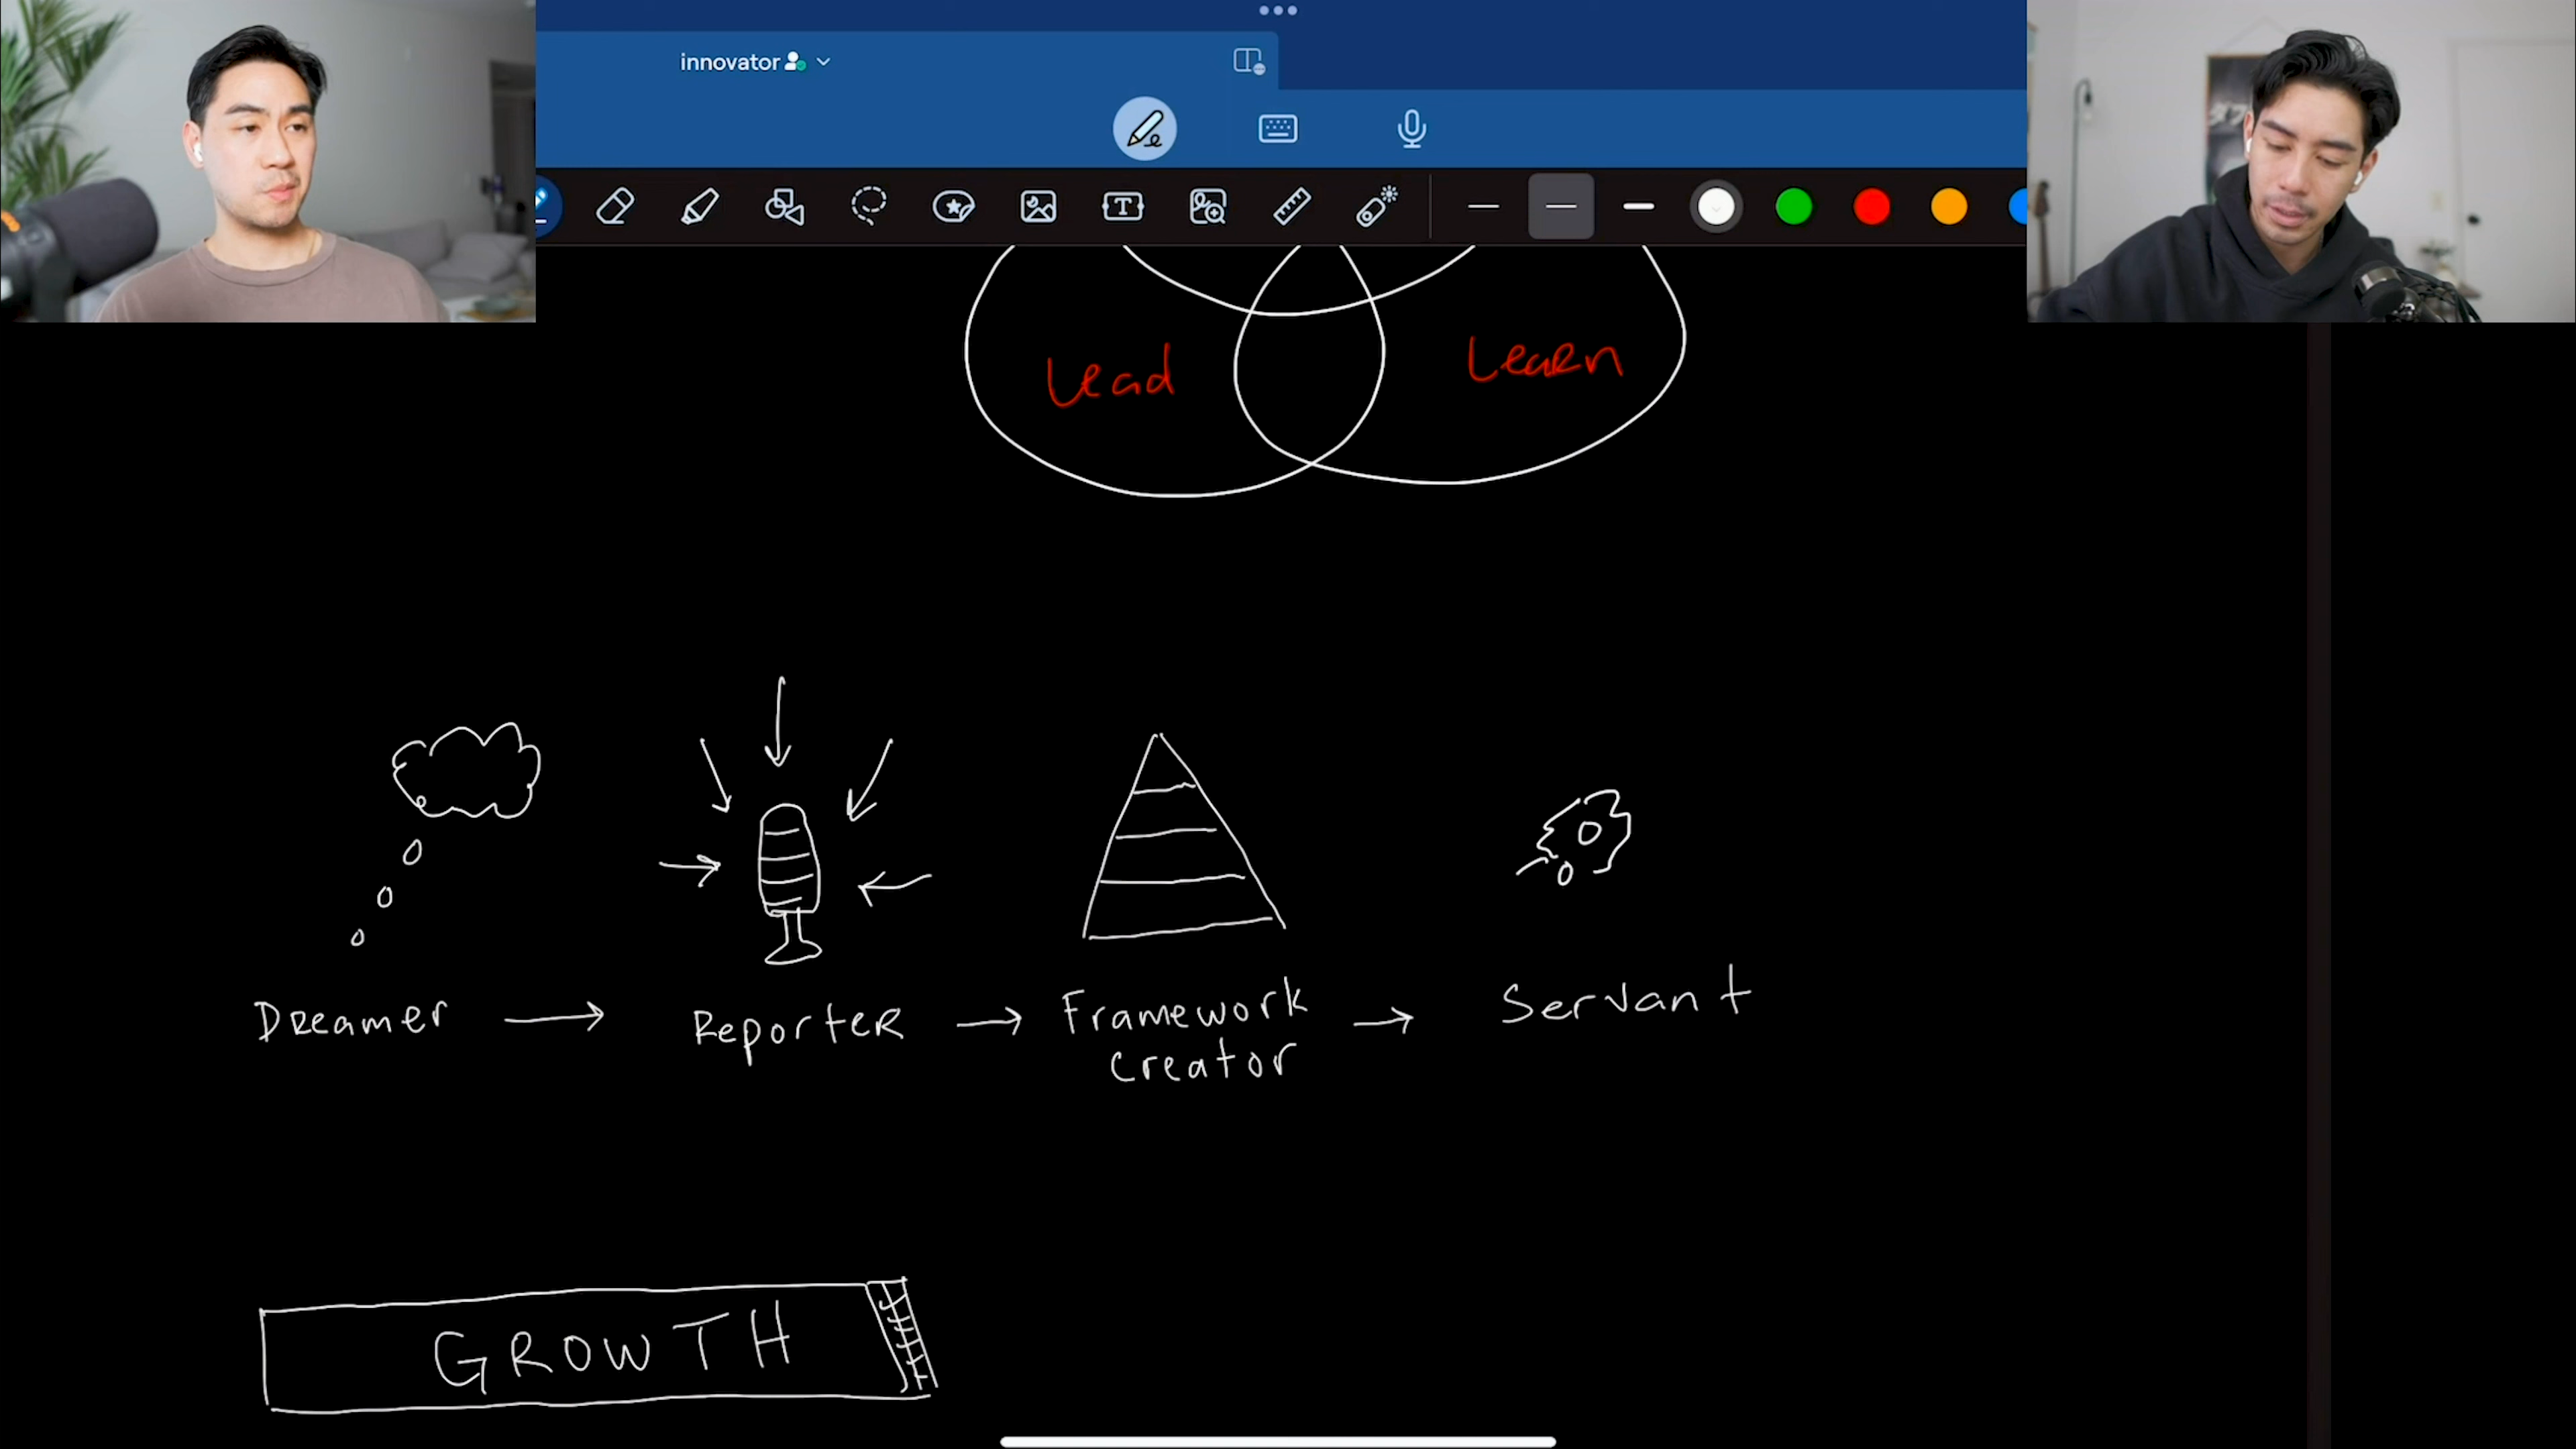 innovator
Lead
Learn
Dreamer
Reporter
Framework
creator
Servant
GROWTH